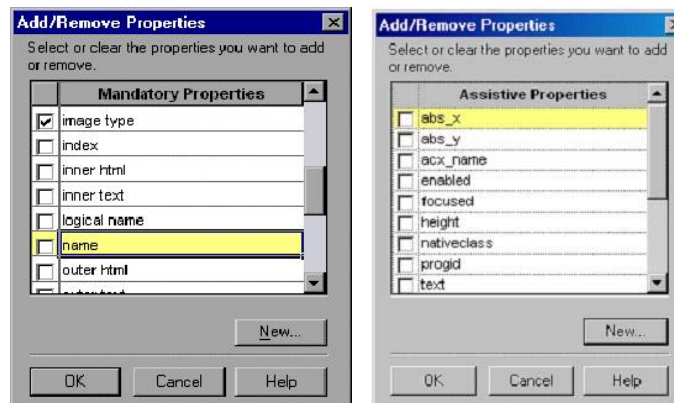 Add/Remove Properties
Select or clear the properties you want to add
or remove.
Mandatory Properties
image type
index
inner html
inner text
logical name
name
outer html
New...
OK
Cancel
Help
Add/Remove Properties
Select or clear the properties you want to add
or remove.
Assistive Properties
abs_x
abs_y
acx_name
enabled
focused
height
nativeclass
progid
text
New...
OK
Cancel
Help